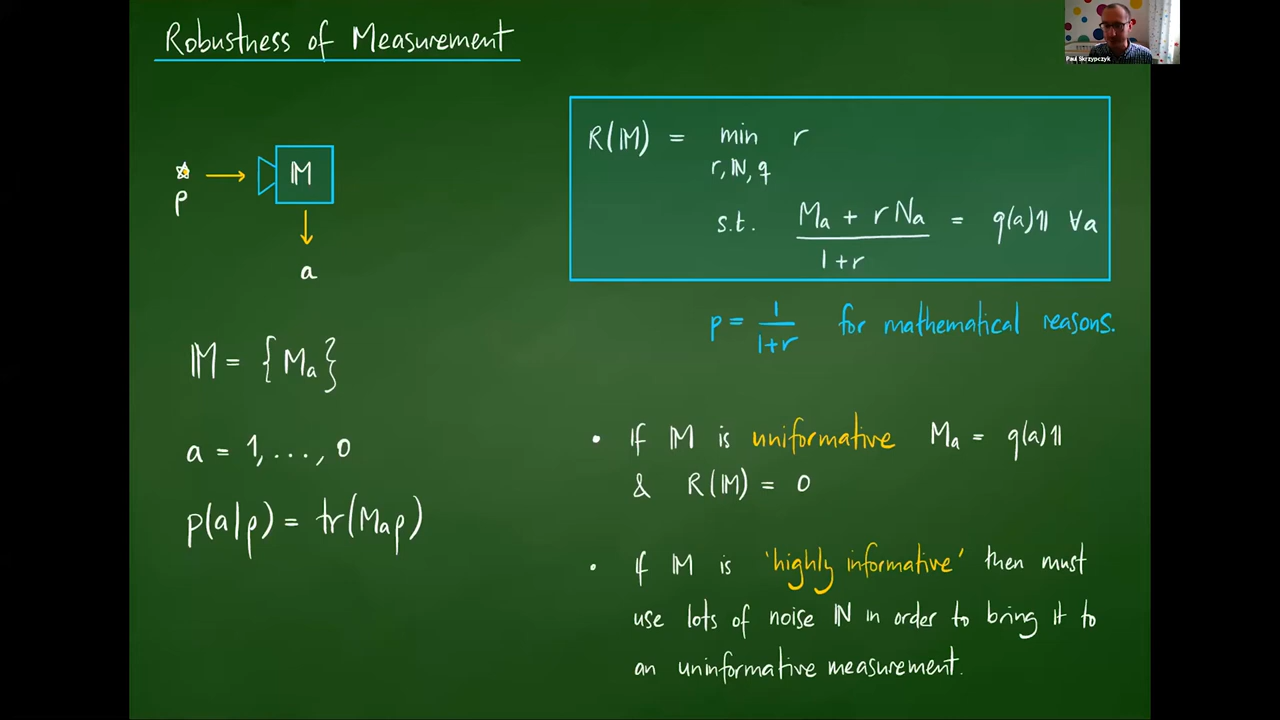 Robustness of Measurement
Paul Skrzypczyk
ρ
𝕄
a
𝕄 = {Mₐ}
a = 1, ..., o
p(a|ρ) = tr(Mₐρ)
R(𝕄) = min r
r, ℕ, q
s.t. Mₐ + r Nₐ / 1+r = q(a)𝟙 ∀a
p = 1/1+r for mathematical reasons.
• If 𝕄 is uniformative Mₐ = q(a)𝟙
& R(𝕄) = 0
• If 𝕄 is 'highly informative' then must
use lots of noise ℕ in order to bring it to
an uninformative measurement.